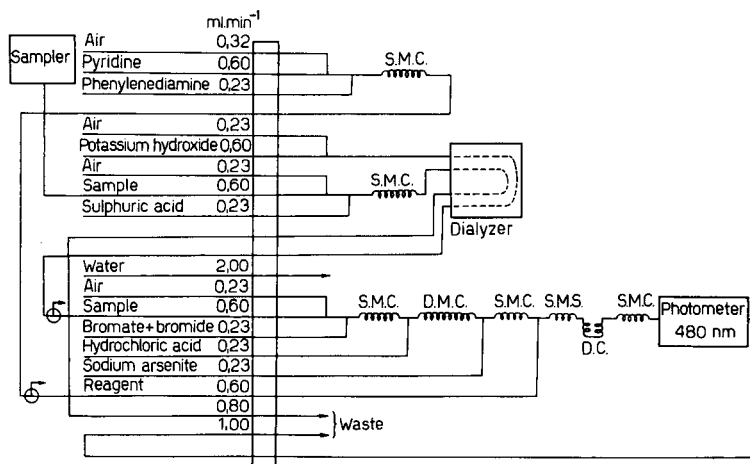 ml.min⁻¹
Sampler
Air 0,32
Pyridine 0,60
Phenylenediamine 0,23
S.M.C.
Air 0,23
Potassium hydroxide 0,60
Air 0,23
Sample 0,60
Sulphuric acid 0,23
S.M.C.
Dialyzer
Water 2,00
Air 0,23
Sample 0,60
Bromate+bromide 0,23
Hydrochloric acid 0,23
Sodium arsenite 0,23
Reagent 0,60
0,80
1,00
Waste
S.M.C. D.M.C. S.M.C. S.M.S. S.M.C.
D.C.
Photometer
480 nm